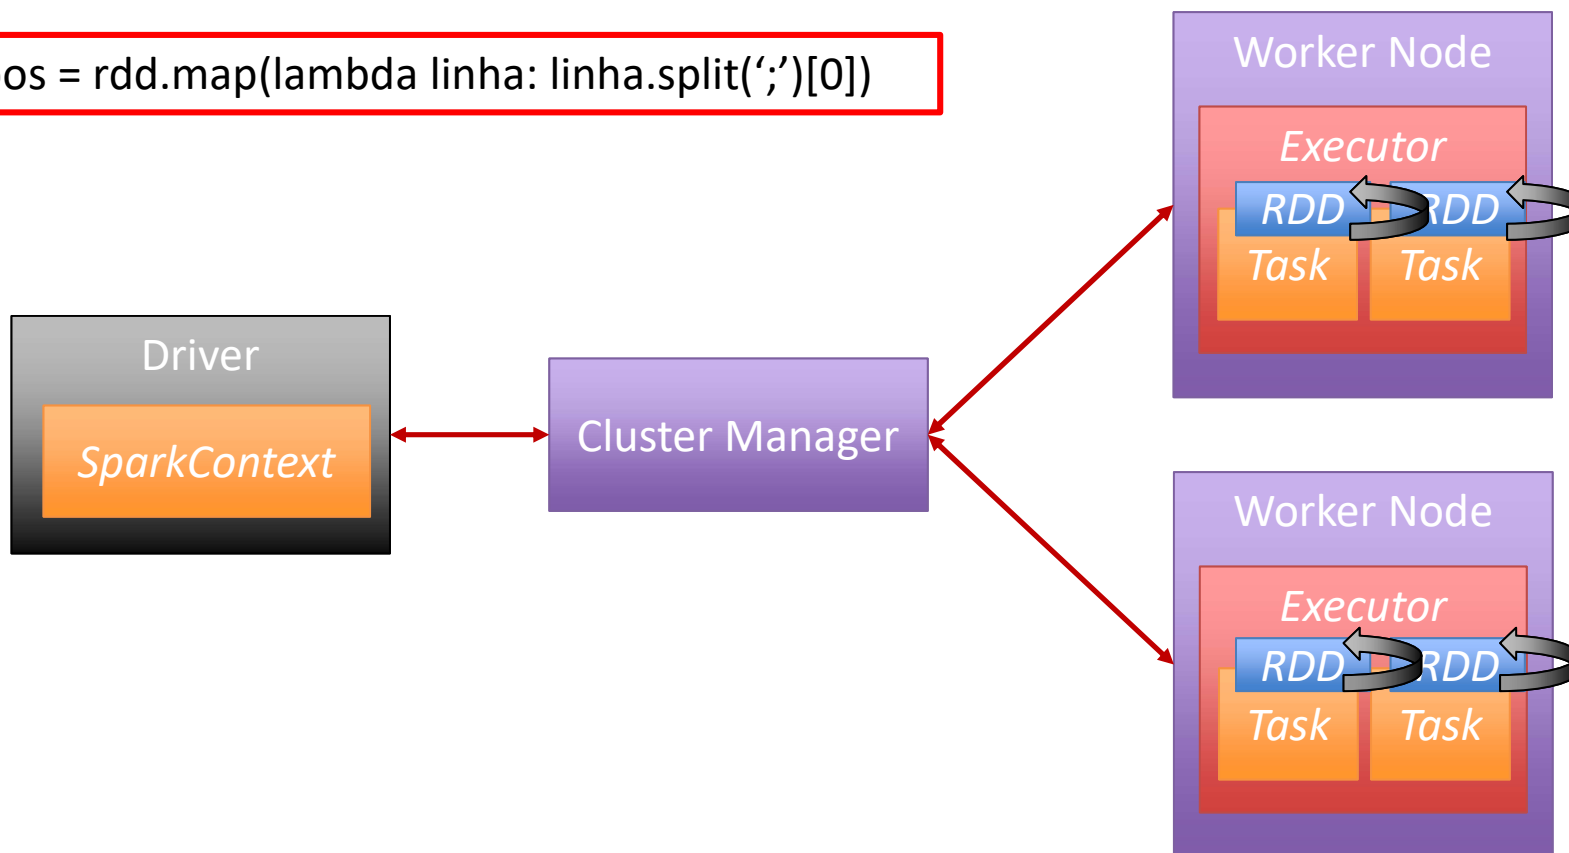 os = rdd.map(lambda linha: linha.split(‘;’)[0])
Worker Node
Executor
RDD RDD
Task Task
Driver
SparkContext
Cluster Manager
Worker Node
Executor
RDD RDD
Task Task